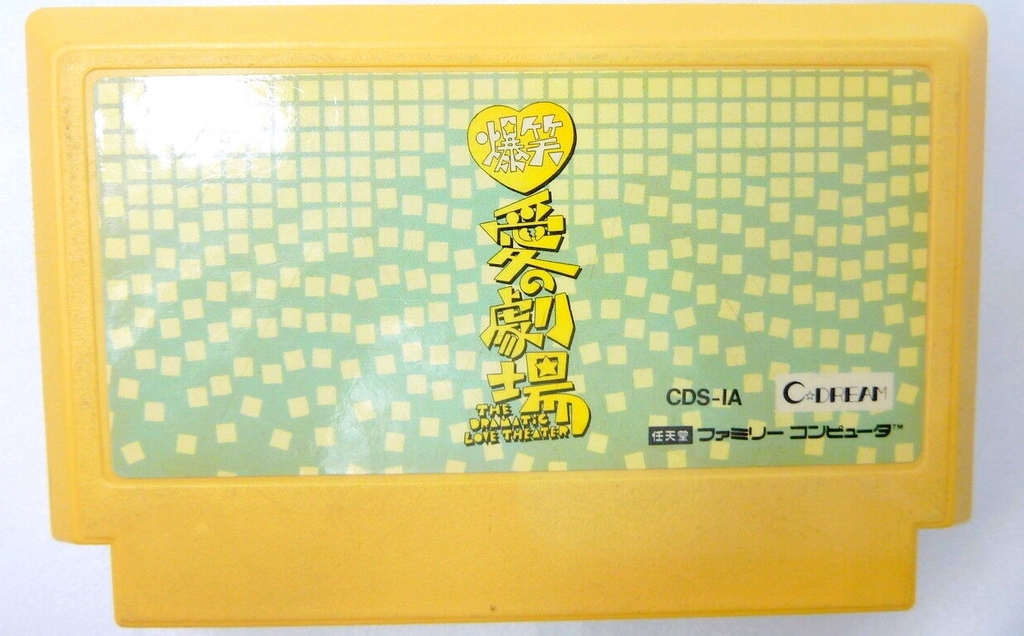 爆笑
愛の劇場
THE
DRAMATIC
LOVE THEATER
CDS-IA
C☆DREAM
任天堂 ファミリー コンピュータ™